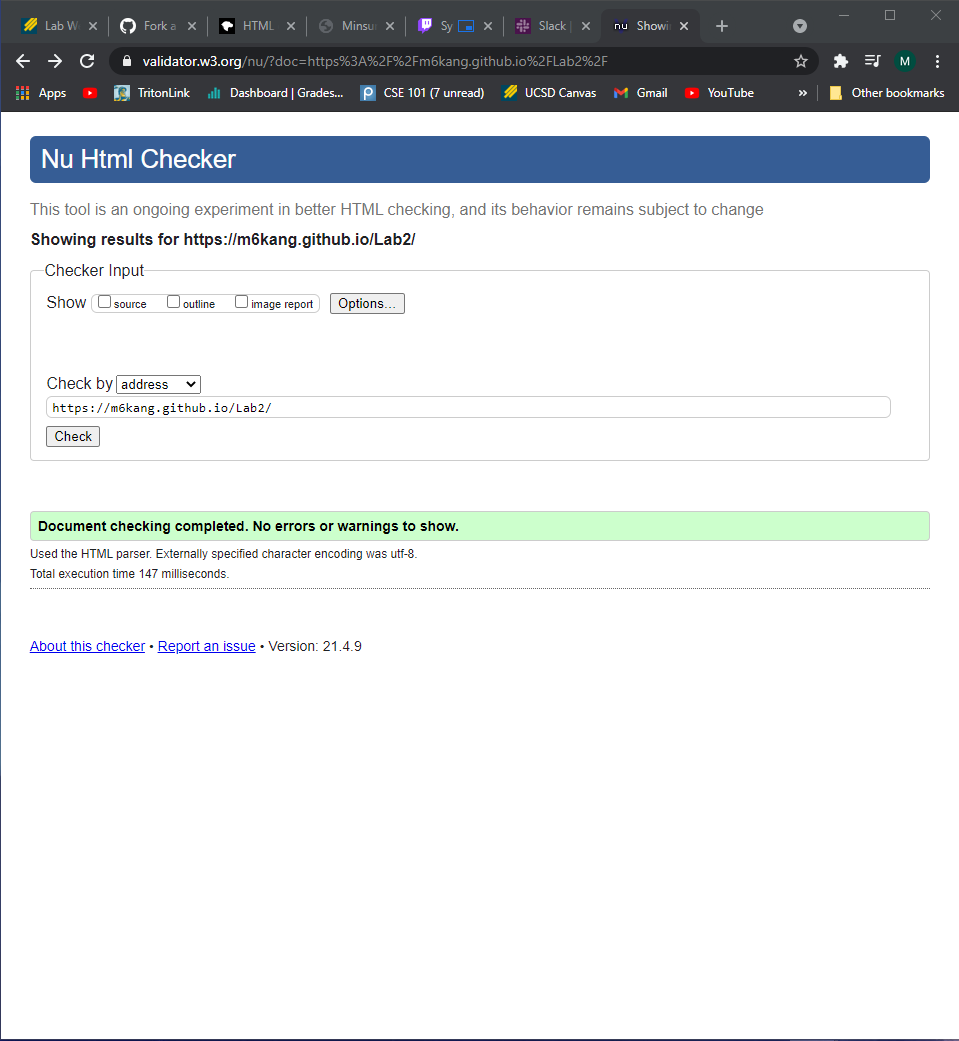 Lab W
Fork a
HTML
Minsu
Sy
Slack |
nu Showi
validator.w3.org/nu/?doc=https%3A%2F%2Fm6kang.github.io%2FLab2%2F
M
Apps TritonLink Dashboard | Grades... CSE 101 (7 unread) UCSD Canvas Gmail YouTube » Other bookmarks
Nu Html Checker
This tool is an ongoing experiment in better HTML checking, and its behavior remains subject to change
Showing results for https://m6kang.github.io/Lab2/
Checker Input
Show source outline image report Options...
Check by address
https://m6kang.github.io/Lab2/
Check
Document checking completed. No errors or warnings to show.
Used the HTML parser. Externally specified character encoding was utf-8.
Total execution time 147 milliseconds.
About this checker • Report an issue • Version: 21.4.9